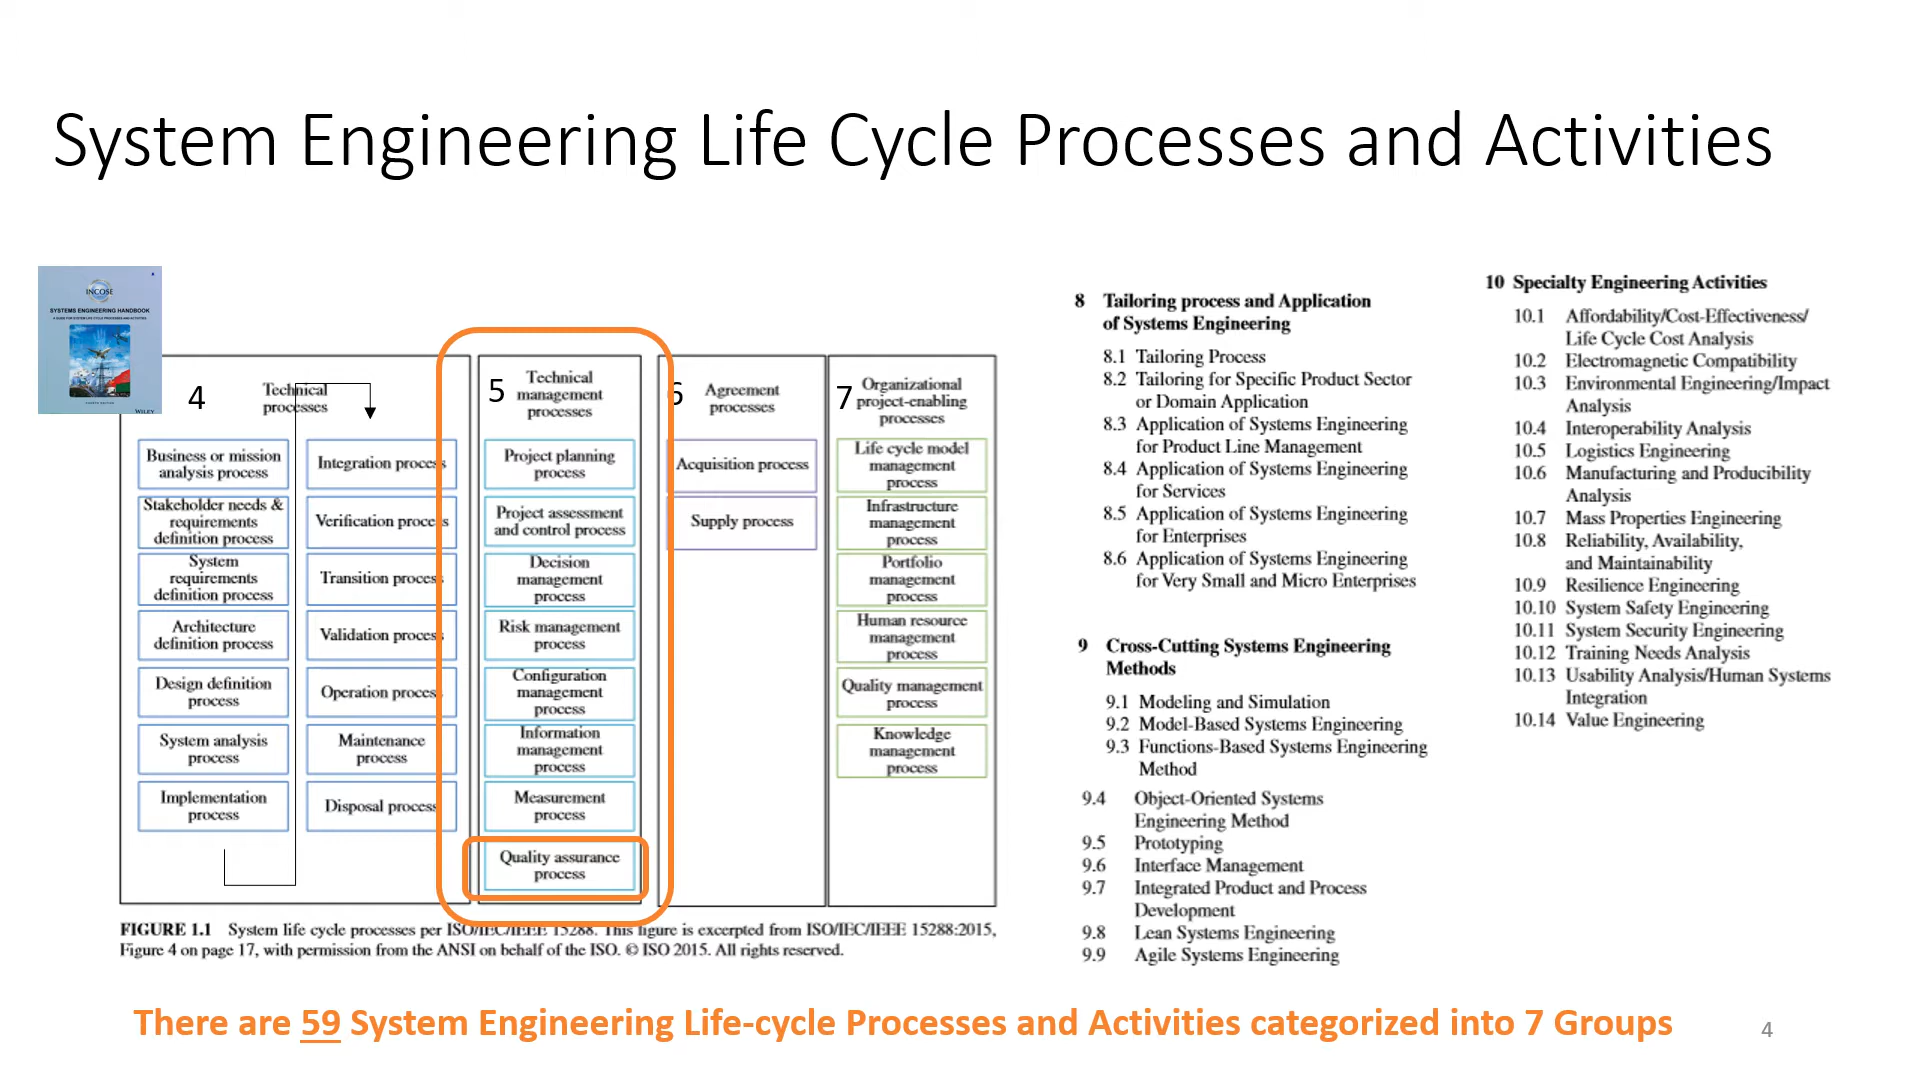 System Engineering Life Cycle Processes and Activities
INCOSE
SYSTEMS ENGINEERING HANDBOOK
A GUIDE FOR SYSTEM LIFE CYCLE PROCESSES AND ACTIVITIES
WILEY
4
Technical
processes
Business or mission
analysis process
Stakeholder needs &
requirements
definition process
System
requirements
definition process
Architecture
definition process
Design definition
process
System analysis
process
Implementation
process
Integration process
Verification process
Transition process
Validation process
Operation process
Maintenance
process
Disposal process
5
Technical
management
processes
Project planning
process
Project assessment
and control process
Decision
management
process
Risk management
process
Configuration
management
process
Information
management
process
Measurement
process
Quality assurance
process
6
Agreement
processes
Acquisition process
Supply process
7
Organizational
project-enabling
processes
Life cycle model
management
process
Infrastructure
management
process
Portfolio
management
process
Human resource
management
process
Quality management
process
Knowledge
management
process
FIGURE 1.1 System life cycle processes per ISO/IEC/IEEE 15288. This figure is excerpted from ISO/IEC/IEEE 15288:2015,
Figure 4 on page 17, with permission from the ANSI on behalf of the ISO. © ISO 2015. All rights reserved.
8 Tailoring process and Application
of Systems Engineering
8.1 Tailoring Process
8.2 Tailoring for Specific Product Sector
or Domain Application
8.3 Application of Systems Engineering
for Product Line Management
8.4 Application of Systems Engineering
for Services
8.5 Application of Systems Engineering
for Enterprises
8.6 Application of Systems Engineering
for Very Small and Micro Enterprises
9 Cross-Cutting Systems Engineering
Methods
9.1 Modeling and Simulation
9.2 Model-Based Systems Engineering
9.3 Functions-Based Systems Engineering
Method
9.4 Object-Oriented Systems
Engineering Method
9.5 Prototyping
9.6 Interface Management
9.7 Integrated Product and Process
Development
9.8 Lean Systems Engineering
9.9 Agile Systems Engineering
10 Specialty Engineering Activities
10.1 Affordability/Cost-Effectiveness/
Life Cycle Cost Analysis
10.2 Electromagnetic Compatibility
10.3 Environmental Engineering/Impact
Analysis
10.4 Interoperability Analysis
10.5 Logistics Engineering
10.6 Manufacturing and Producibility
Analysis
10.7 Mass Properties Engineering
10.8 Reliability, Availability,
and Maintainability
10.9 Resilience Engineering
10.10 System Safety Engineering
10.11 System Security Engineering
10.12 Training Needs Analysis
10.13 Usability Analysis/Human Systems
Integration
10.14 Value Engineering
There are 59 System Engineering Life-cycle Processes and Activities categorized into 7 Groups
4